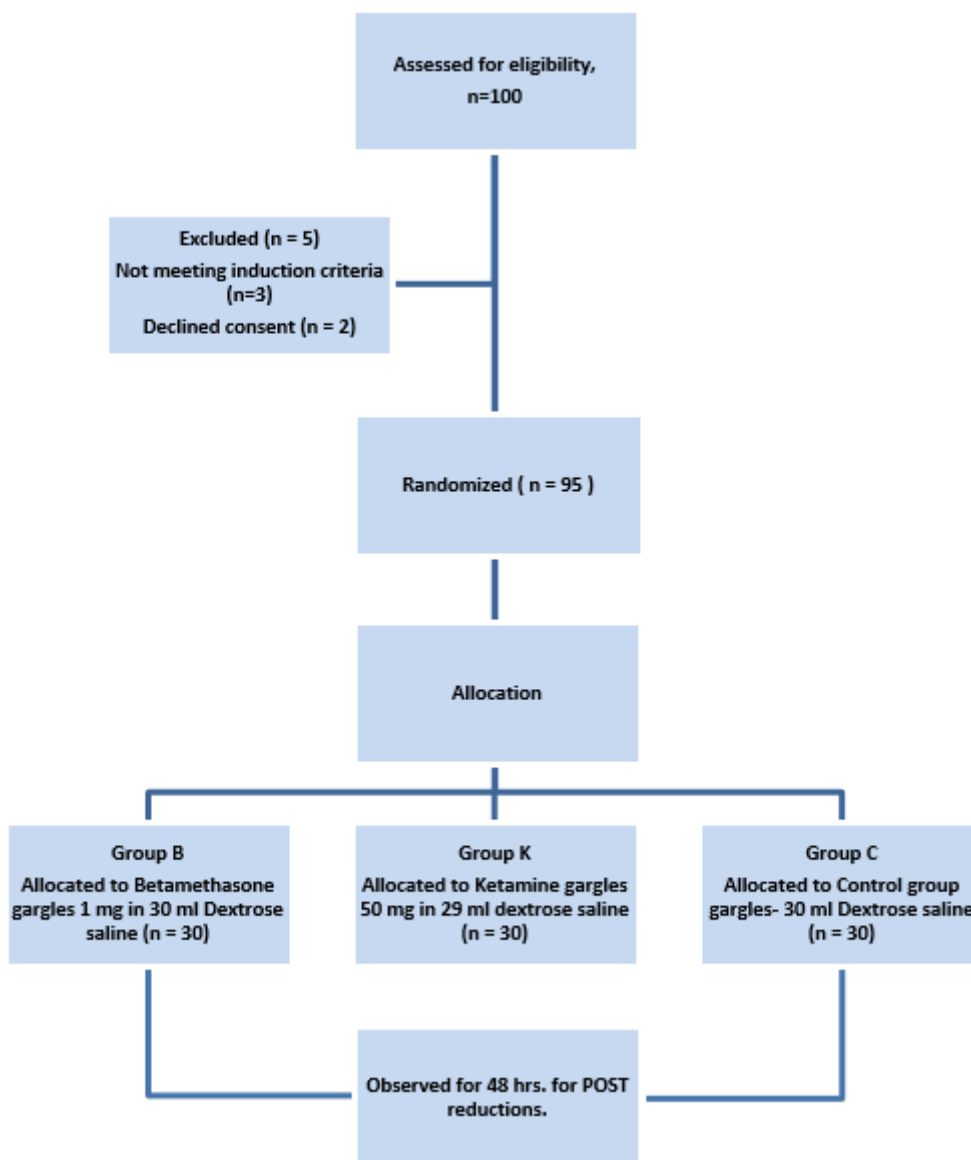 Assessed for eligibility,
n=100
Excluded (n = 5)
Not meeting induction criteria
(n=3)
Declined consent (n = 2)
Randomized ( n = 95 )
Allocation
Group B
Allocated to Betamethasone
gargles 1 mg in 30 ml Dextrose
saline (n = 30)
Group K
Allocated to Ketamine gargles
50 mg in 29 ml dextrose saline
(n = 30)
Group C
Allocated to Control group
gargles- 30 ml Dextrose saline
(n = 30)
Observed for 48 hrs. for POST
reductions.